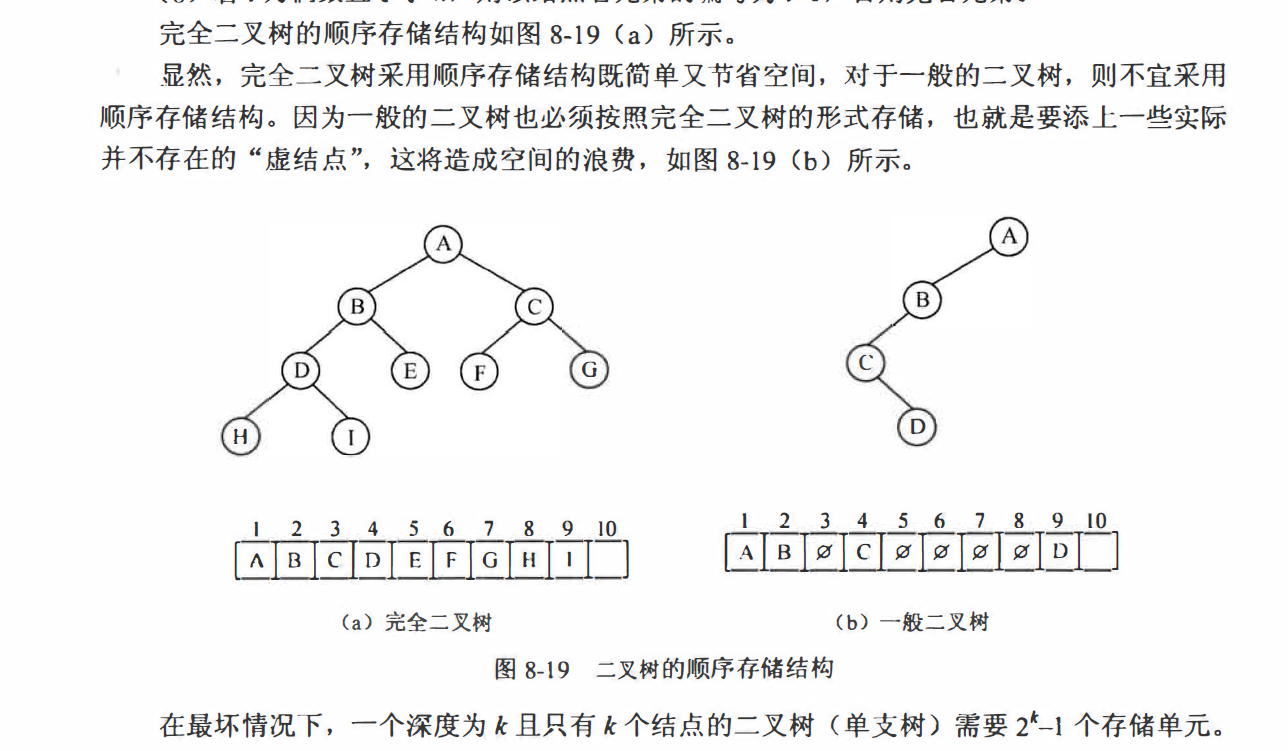 完全二叉树的顺序存储结构如图 8-19（a）所示。
显然，完全二叉树采用顺序存储结构既简单又节省空间，对于一般的二叉树，则不宜采用
顺序存储结构。因为一般的二叉树也必须按照完全二叉树的形式存储，也就是要添上一些实际
并不存在的“虚结点”，这将造成空间的浪费，如图 8-19（b）所示。
A
B C
D E F G
H I
A
B
C
D
1 2 3 4 5 6 7 8 9 10
A B C D E F G H I
（a）完全二叉树
1 2 3 4 5 6 7 8 9 10
A B ∅ C ∅ ∅ ∅ ∅ D
（b）一般二叉树
图 8-19 二叉树的顺序存储结构
在最坏情况下，一个深度为 k 且只有 k 个结点的二叉树（单支树）需要 2^k–1 个存储单元。